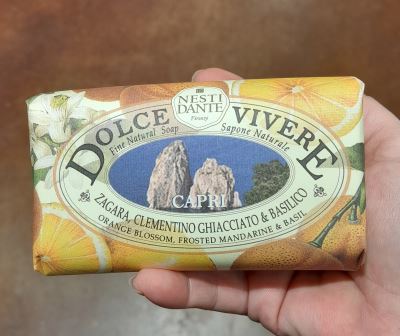 NESTI
DANTE
Firenze
DOLCE VIVERE
Fine Natural Soap Sapone Naturale
CAPRI
ZAGARA, CLEMENTINO GHIACCIATO & BASILICO
ORANGE BLOSSOM, FROSTED MANDARINE & BASIL